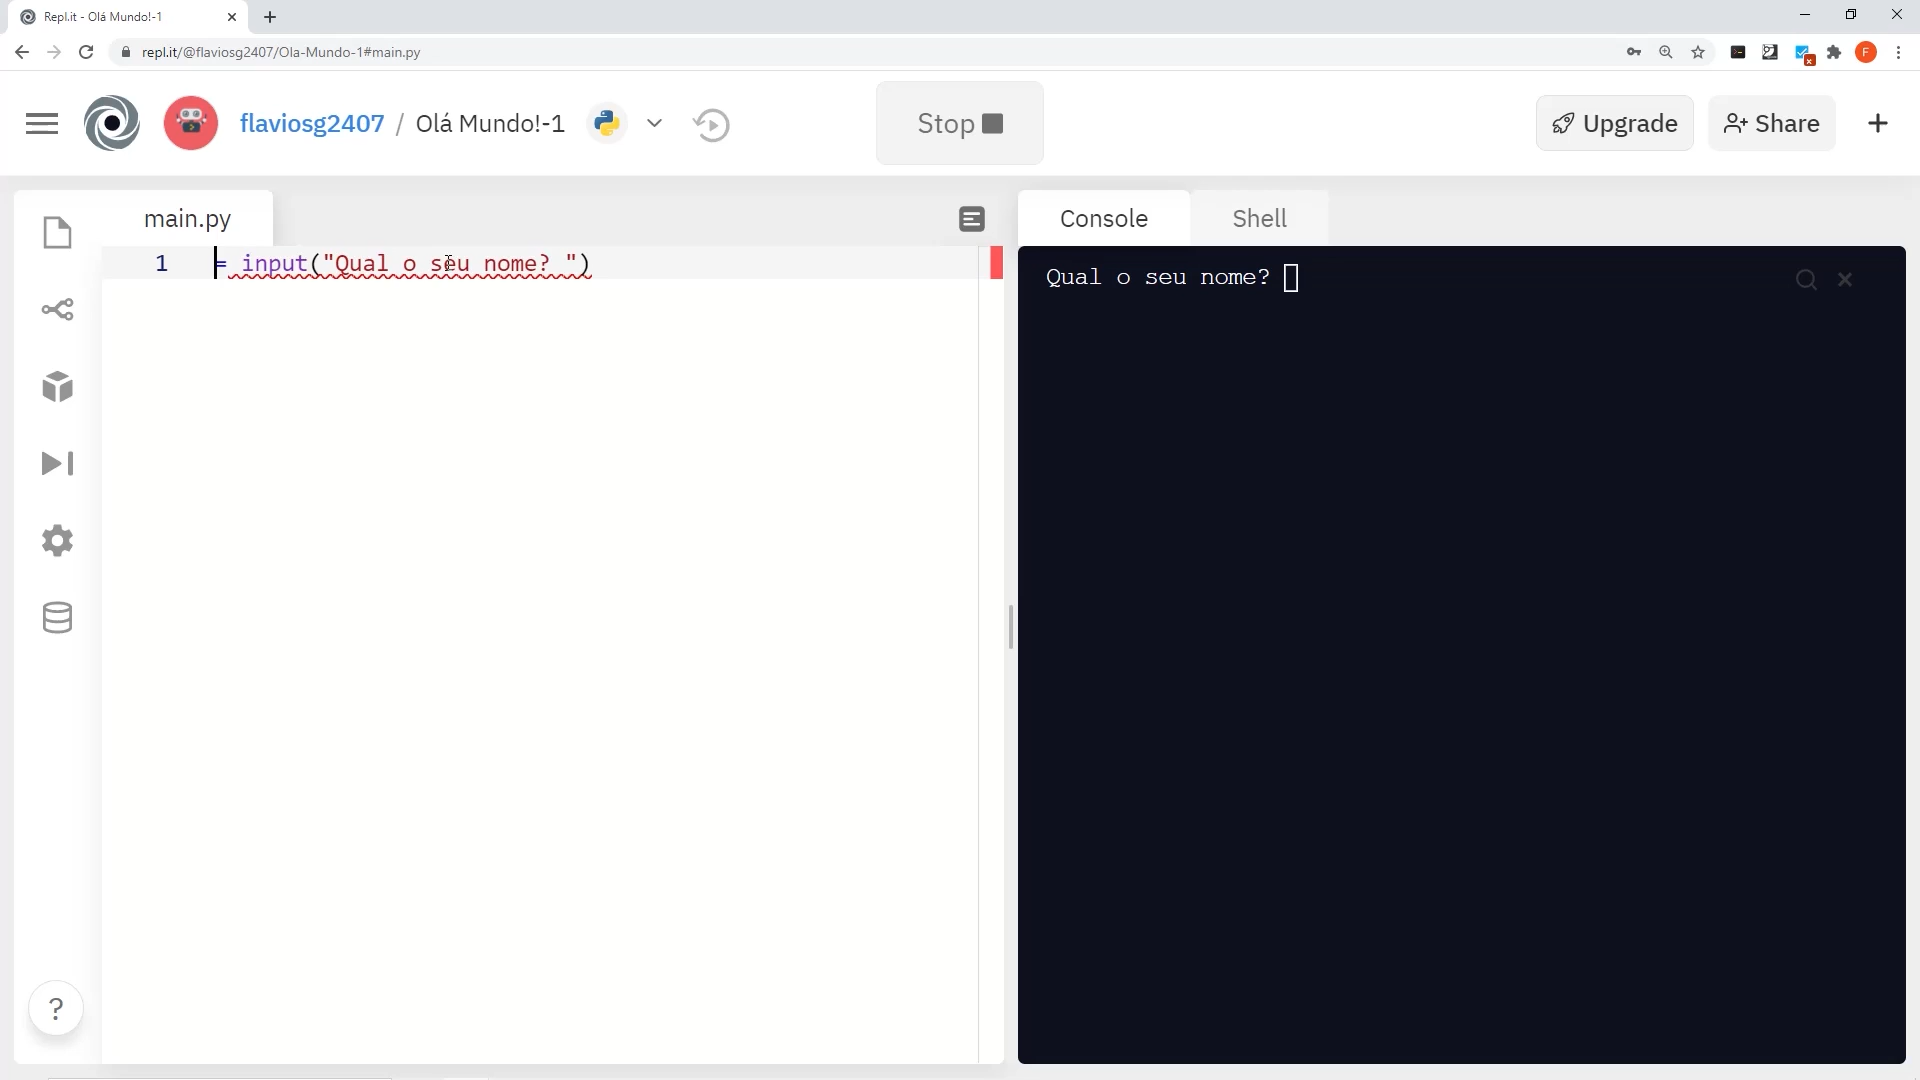 Repl.it - Olá Mundo!-1
repl.it/@flaviosg2407/Ola-Mundo-1#main.py
F
flaviosg2407 / Olá Mundo!-1
Stop
Upgrade
Share
main.py
1 = input("Qual o seu nome? ")
?
Console
Shell
Qual o seu nome?